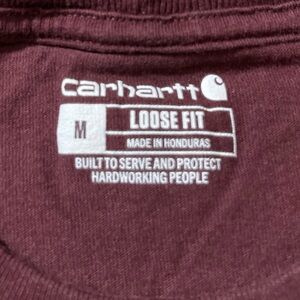 carhartt
M
LOOSE FIT
MADE IN HONDURAS
BUILT TO SERVE AND PROTECT
HARDWORKING PEOPLE